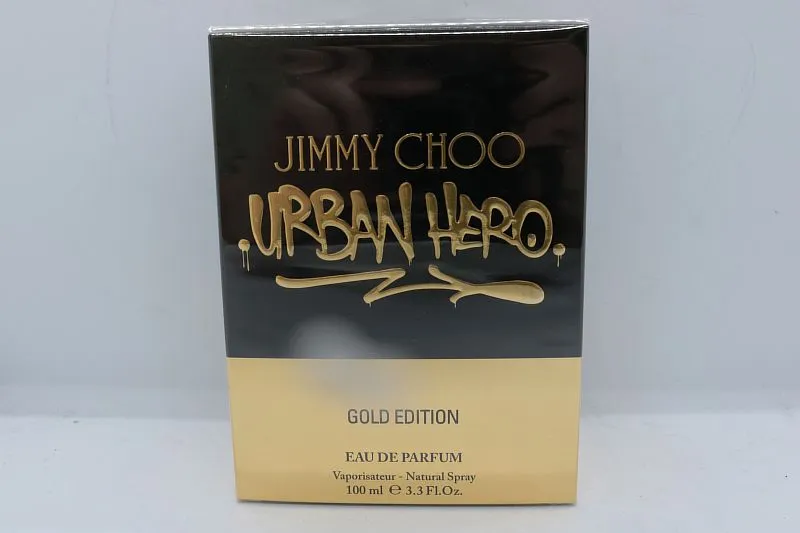 JIMMY CHOO
URBAN HERO
GOLD EDITION
EAU DE PARFUM
Vaporisateur - Natural Spray
100 ml ℮ 3.3 Fl.Oz.